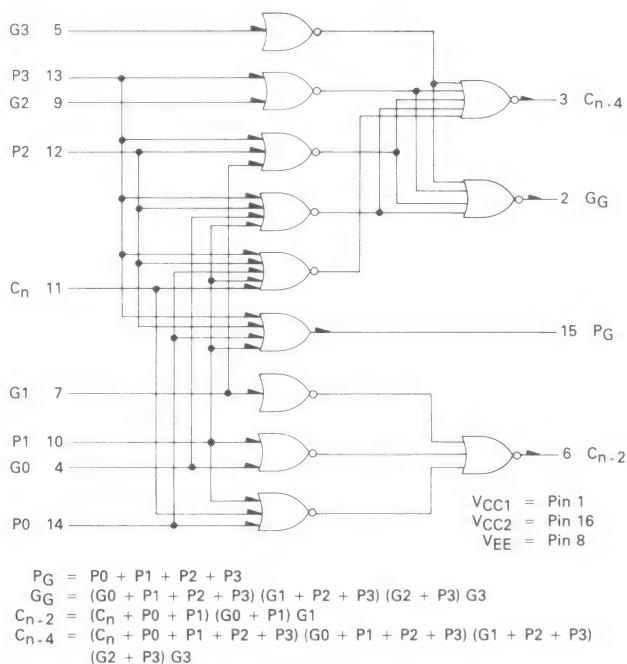 G3 5
P3 13
3 Cn+4
G2 9
P2 12
2 GG
Cn 11
15 PG
G1 7
P1 10
6 Cn+2
G0 4
VCC1 = Pin 1
P0 14
VCC2 = Pin 16
VEE = Pin 8
PG = P0 + P1 + P2 + P3
GG = (G0 + P1 + P2 + P3) (G1 + P2 + P3) (G2 + P3) G3
Cn+2 = (Cn + P0 + P1) (G0 + P1) G1
Cn+4 = (Cn + P0 + P1 + P2 + P3) (G0 + P1 + P2 + P3) (G1 + P2 + P3)
(G2 + P3) G3